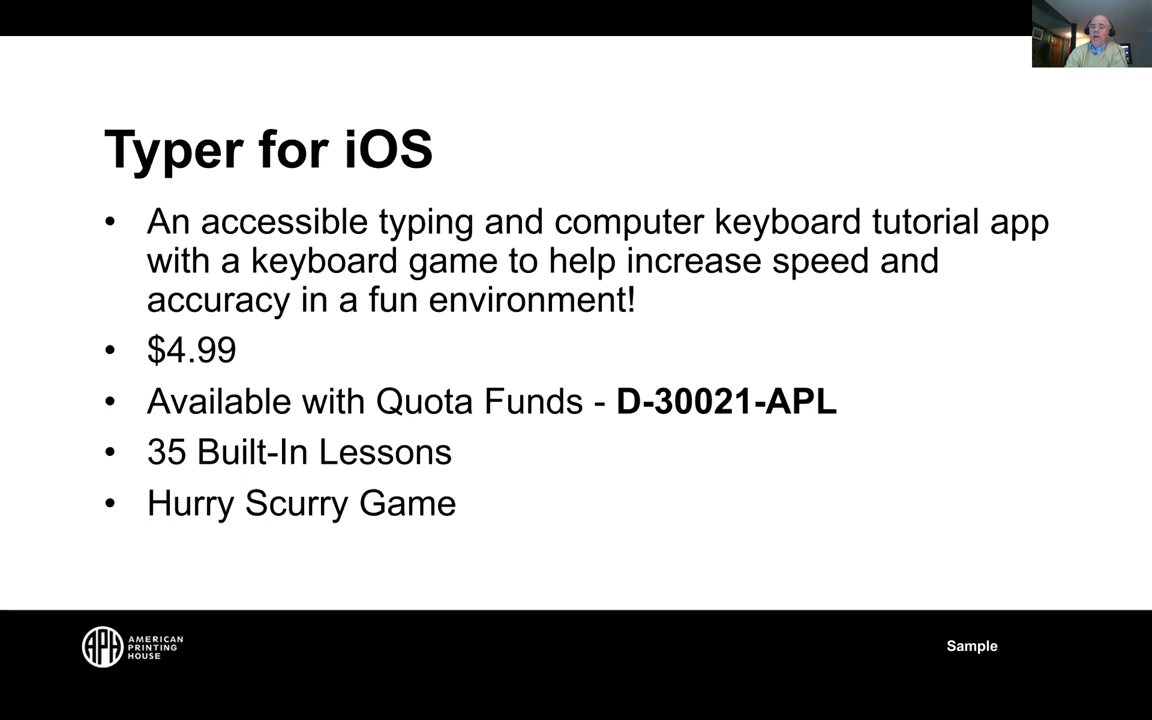 Typer for iOS
• An accessible typing and computer keyboard tutorial app
with a keyboard game to help increase speed and
accuracy in a fun environment!
• $4.99
• Available with Quota Funds - D-30021-APL
• 35 Built-In Lessons
• Hurry Scurry Game
APH
AMERICAN
PRINTING
HOUSE
Sample